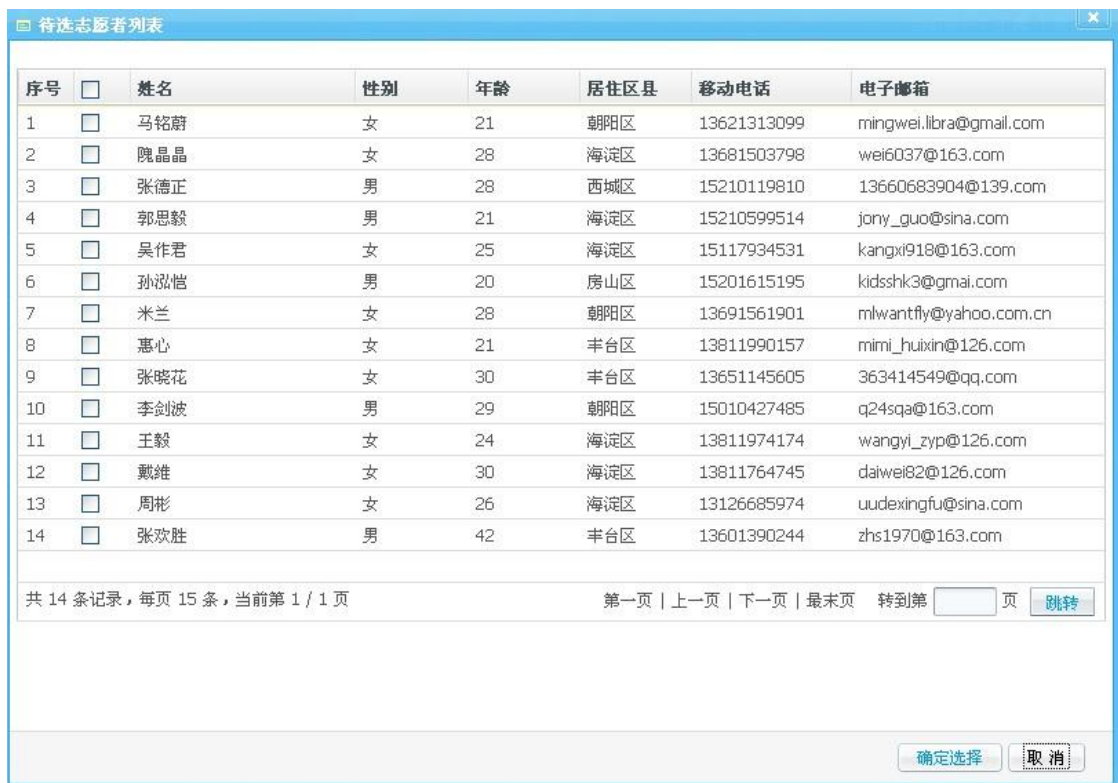 待选志愿者列表
序号 姓名 性别 年龄 居住区县 移动电话 电子邮箱
1 马铭蔚 女 21 朝阳区 13621313099 mingwei.libra@gmail.com
2 隗晶晶 女 28 海淀区 13681503798 wei6037@163.com
3 张德正 男 28 西城区 15210119810 13660683904@139.com
4 郭思毅 男 21 海淀区 15210599514 jony_guo@sina.com
5 吴作君 女 25 海淀区 15117934531 kangxi918@163.com
6 孙泓恺 男 20 房山区 15201615195 kidsshk3@gmai.com
7 米兰 女 28 朝阳区 13691561901 mlwantfly@yahoo.com.cn
8 惠心 女 21 丰台区 13811990157 mimi_huixin@126.com
9 张晓花 女 30 丰台区 13651145605 363414549@qq.com
10 李剑波 男 29 朝阳区 15010427485 q24sqa@163.com
11 王毅 女 24 海淀区 13811974174 wangyi_zyp@126.com
12 戴维 女 30 海淀区 13811764745 daiwei82@126.com
13 周彬 女 26 海淀区 13126685974 uudexingfu@sina.com
14 张欢胜 男 42 丰台区 13601390244 zhs1970@163.com
共 14 条记录，每页 15 条，当前第 1 / 1 页 第一页 | 上一页 | 下一页 | 最末页 转到第 页 跳转
确定选择 取 消